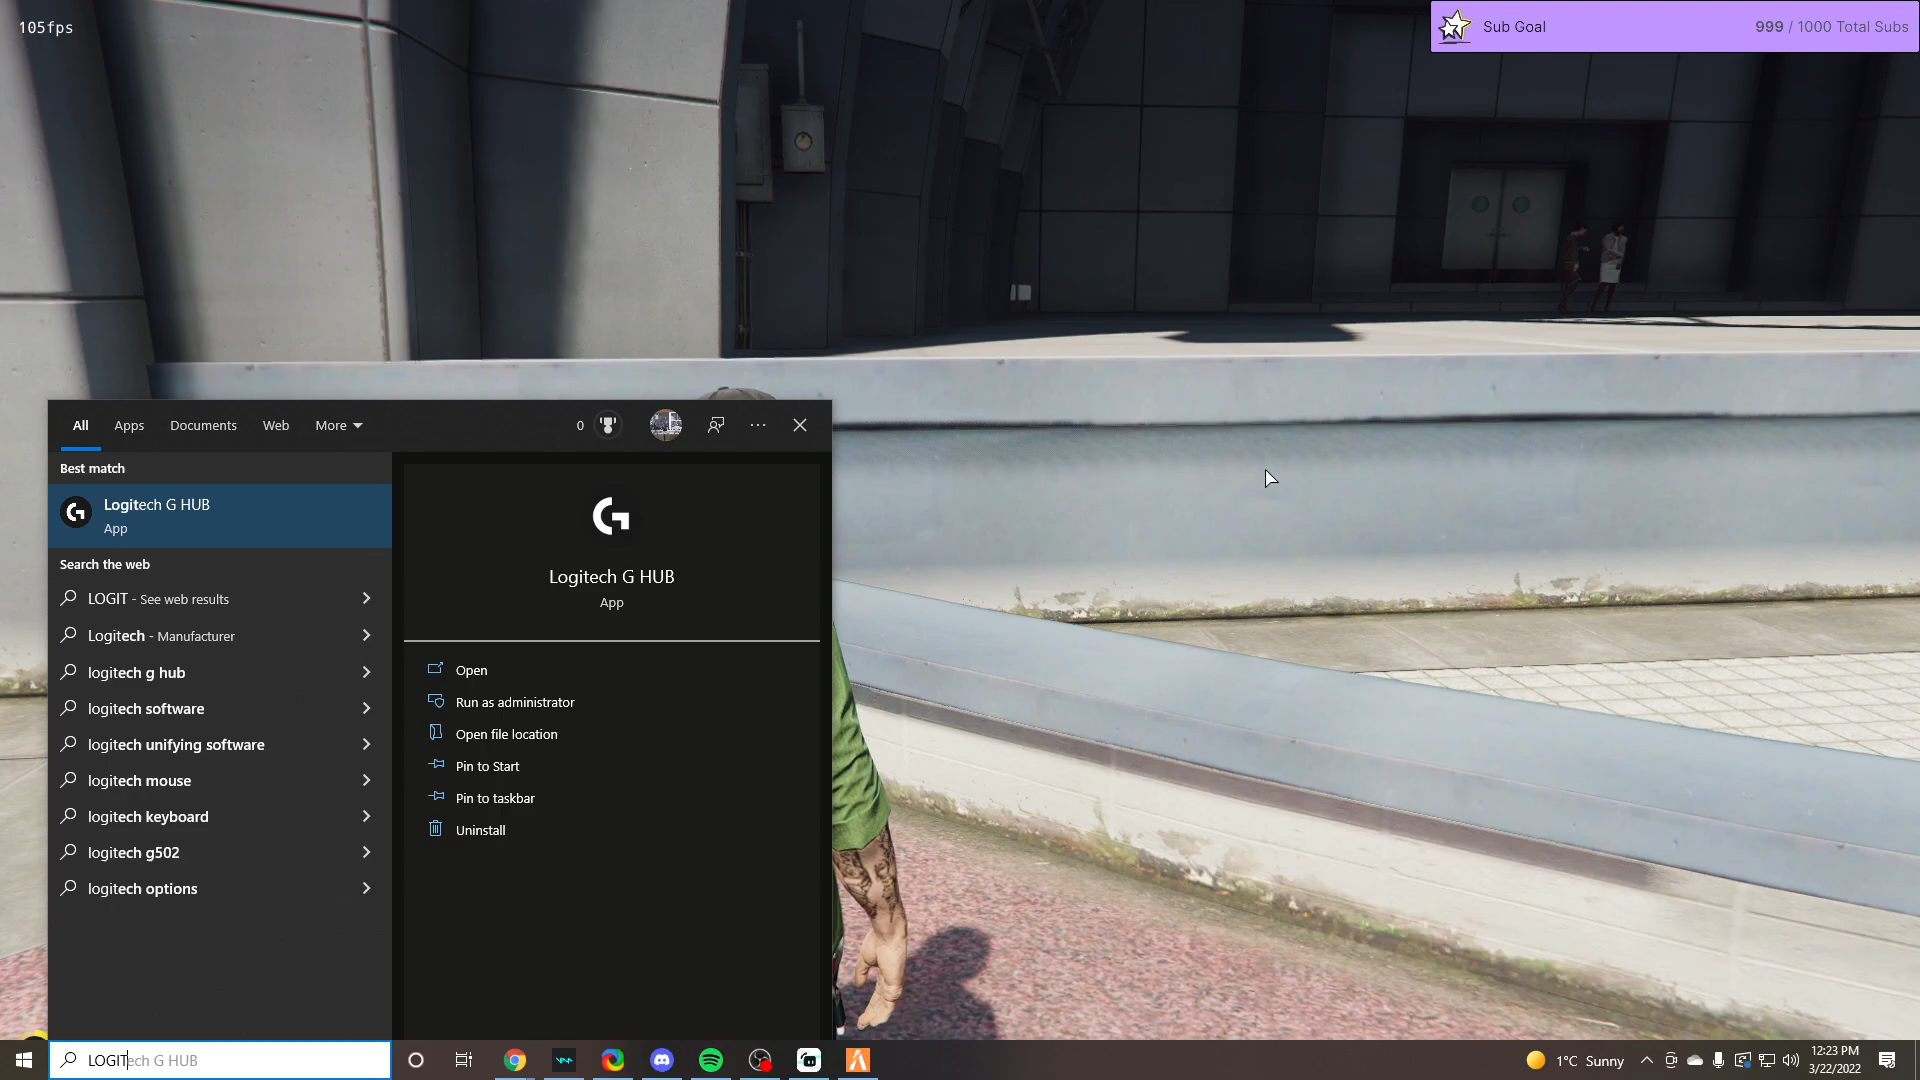 105fps
Sub Goal
999 / 1000 Total Subs
All
Apps
Documents
Web
More
0
Best match
Logitech G HUB
App
Search the web
LOGIT - See web results
Logitech - Manufacturer
logitech g hub
logitech software
logitech unifying software
logitech mouse
logitech keyboard
logitech g502
logitech options
Logitech G HUB
App
Open
Run as administrator
Open file location
Pin to Start
Pin to taskbar
Uninstall
LOGITech G HUB
1°C Sunny
12:23 PM
3/22/2022